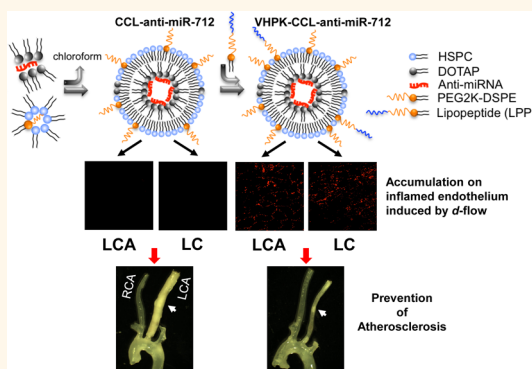 CCL-anti-miR-712
VHPK-CCL-anti-miR-712
chloroform
HSPC
DOTAP
Anti-miRNA
PEG2K-DSPE
Lipopeptide (LPP)
Accumulation on
inflamed endothelium
induced by d-flow
LCA LC LCA LC
RCA
LCA
Prevention
of
Atherosclerosis